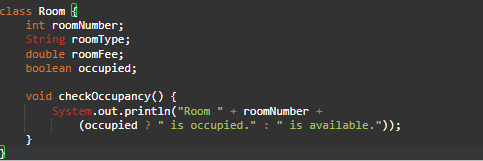 class Room {
    int roomNumber;
    String roomType;
    double roomFee;
    boolean occupied;

    void checkOccupancy() {
        System.out.println("Room " + roomNumber +
            (occupied ? " is occupied." : " is available."));
    }
}